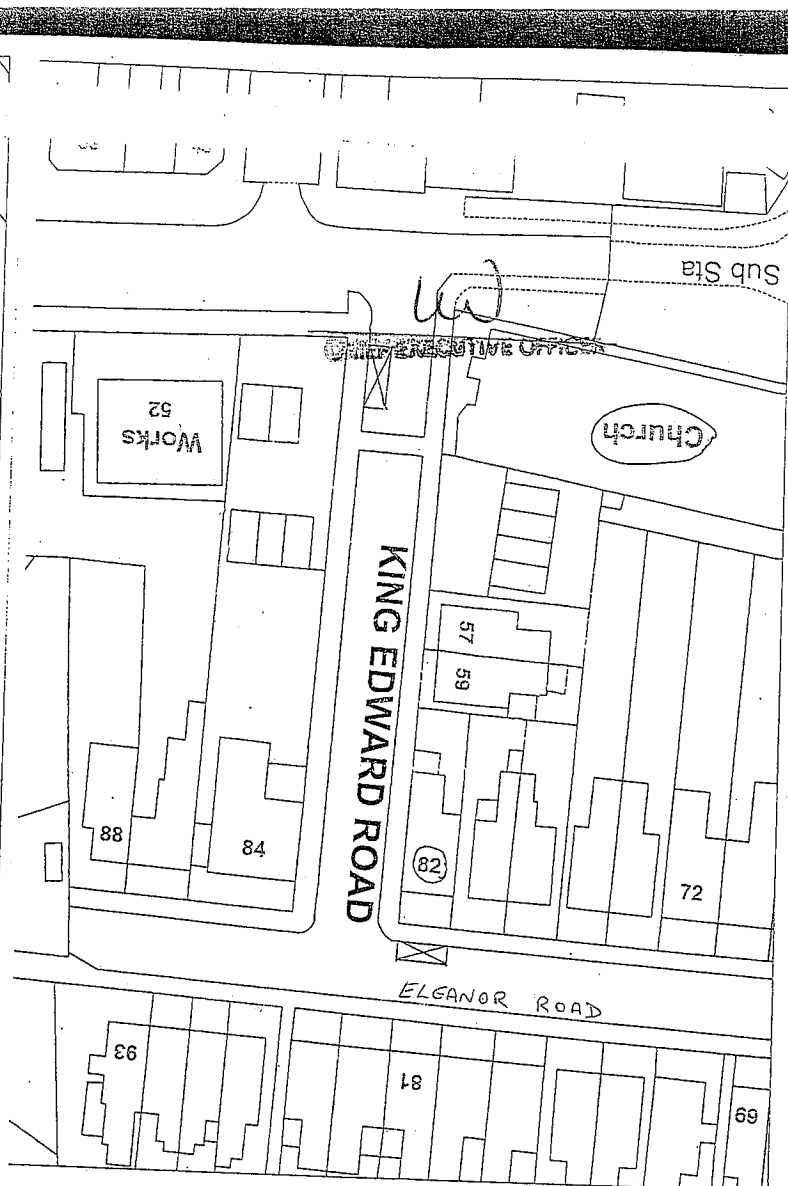 Sub Sta
CHIEF EXECUTIVE OFFICER
Works
52
Church
KING EDWARD ROAD
57
59
88
84
82
72
ELEANOR ROAD
93
81
69